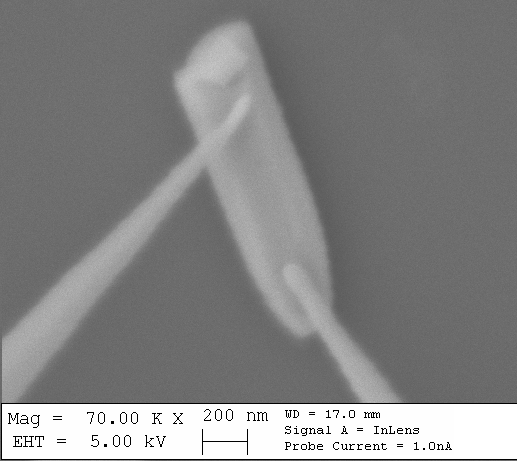 Mag = 70.00 K X
EHT = 5.00 kV
200 nm
WD = 17.0 mm
Signal A = InLens
Probe Current = 1.0nA